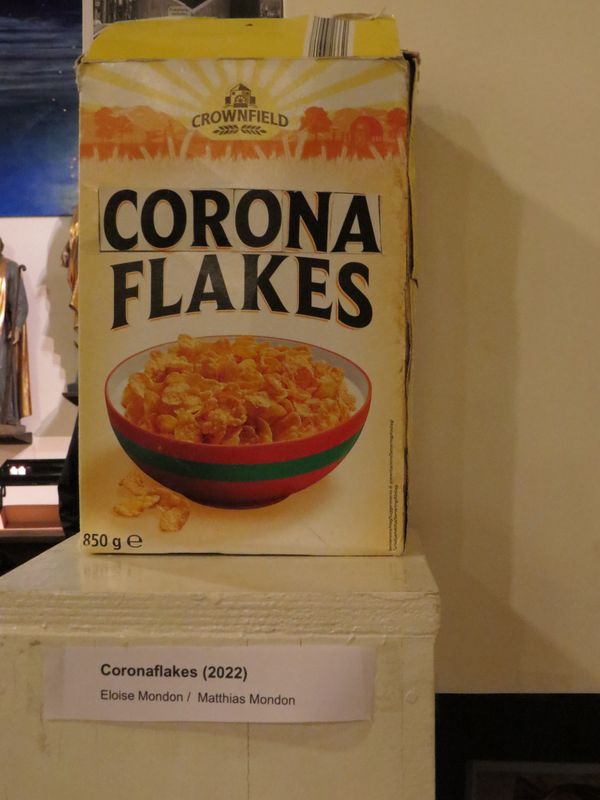 CROWNFIELD
CORONA
FLAKES
850 g ℮
Coronaflakes (2022)
Eloise Mondon / Matthias Mondon